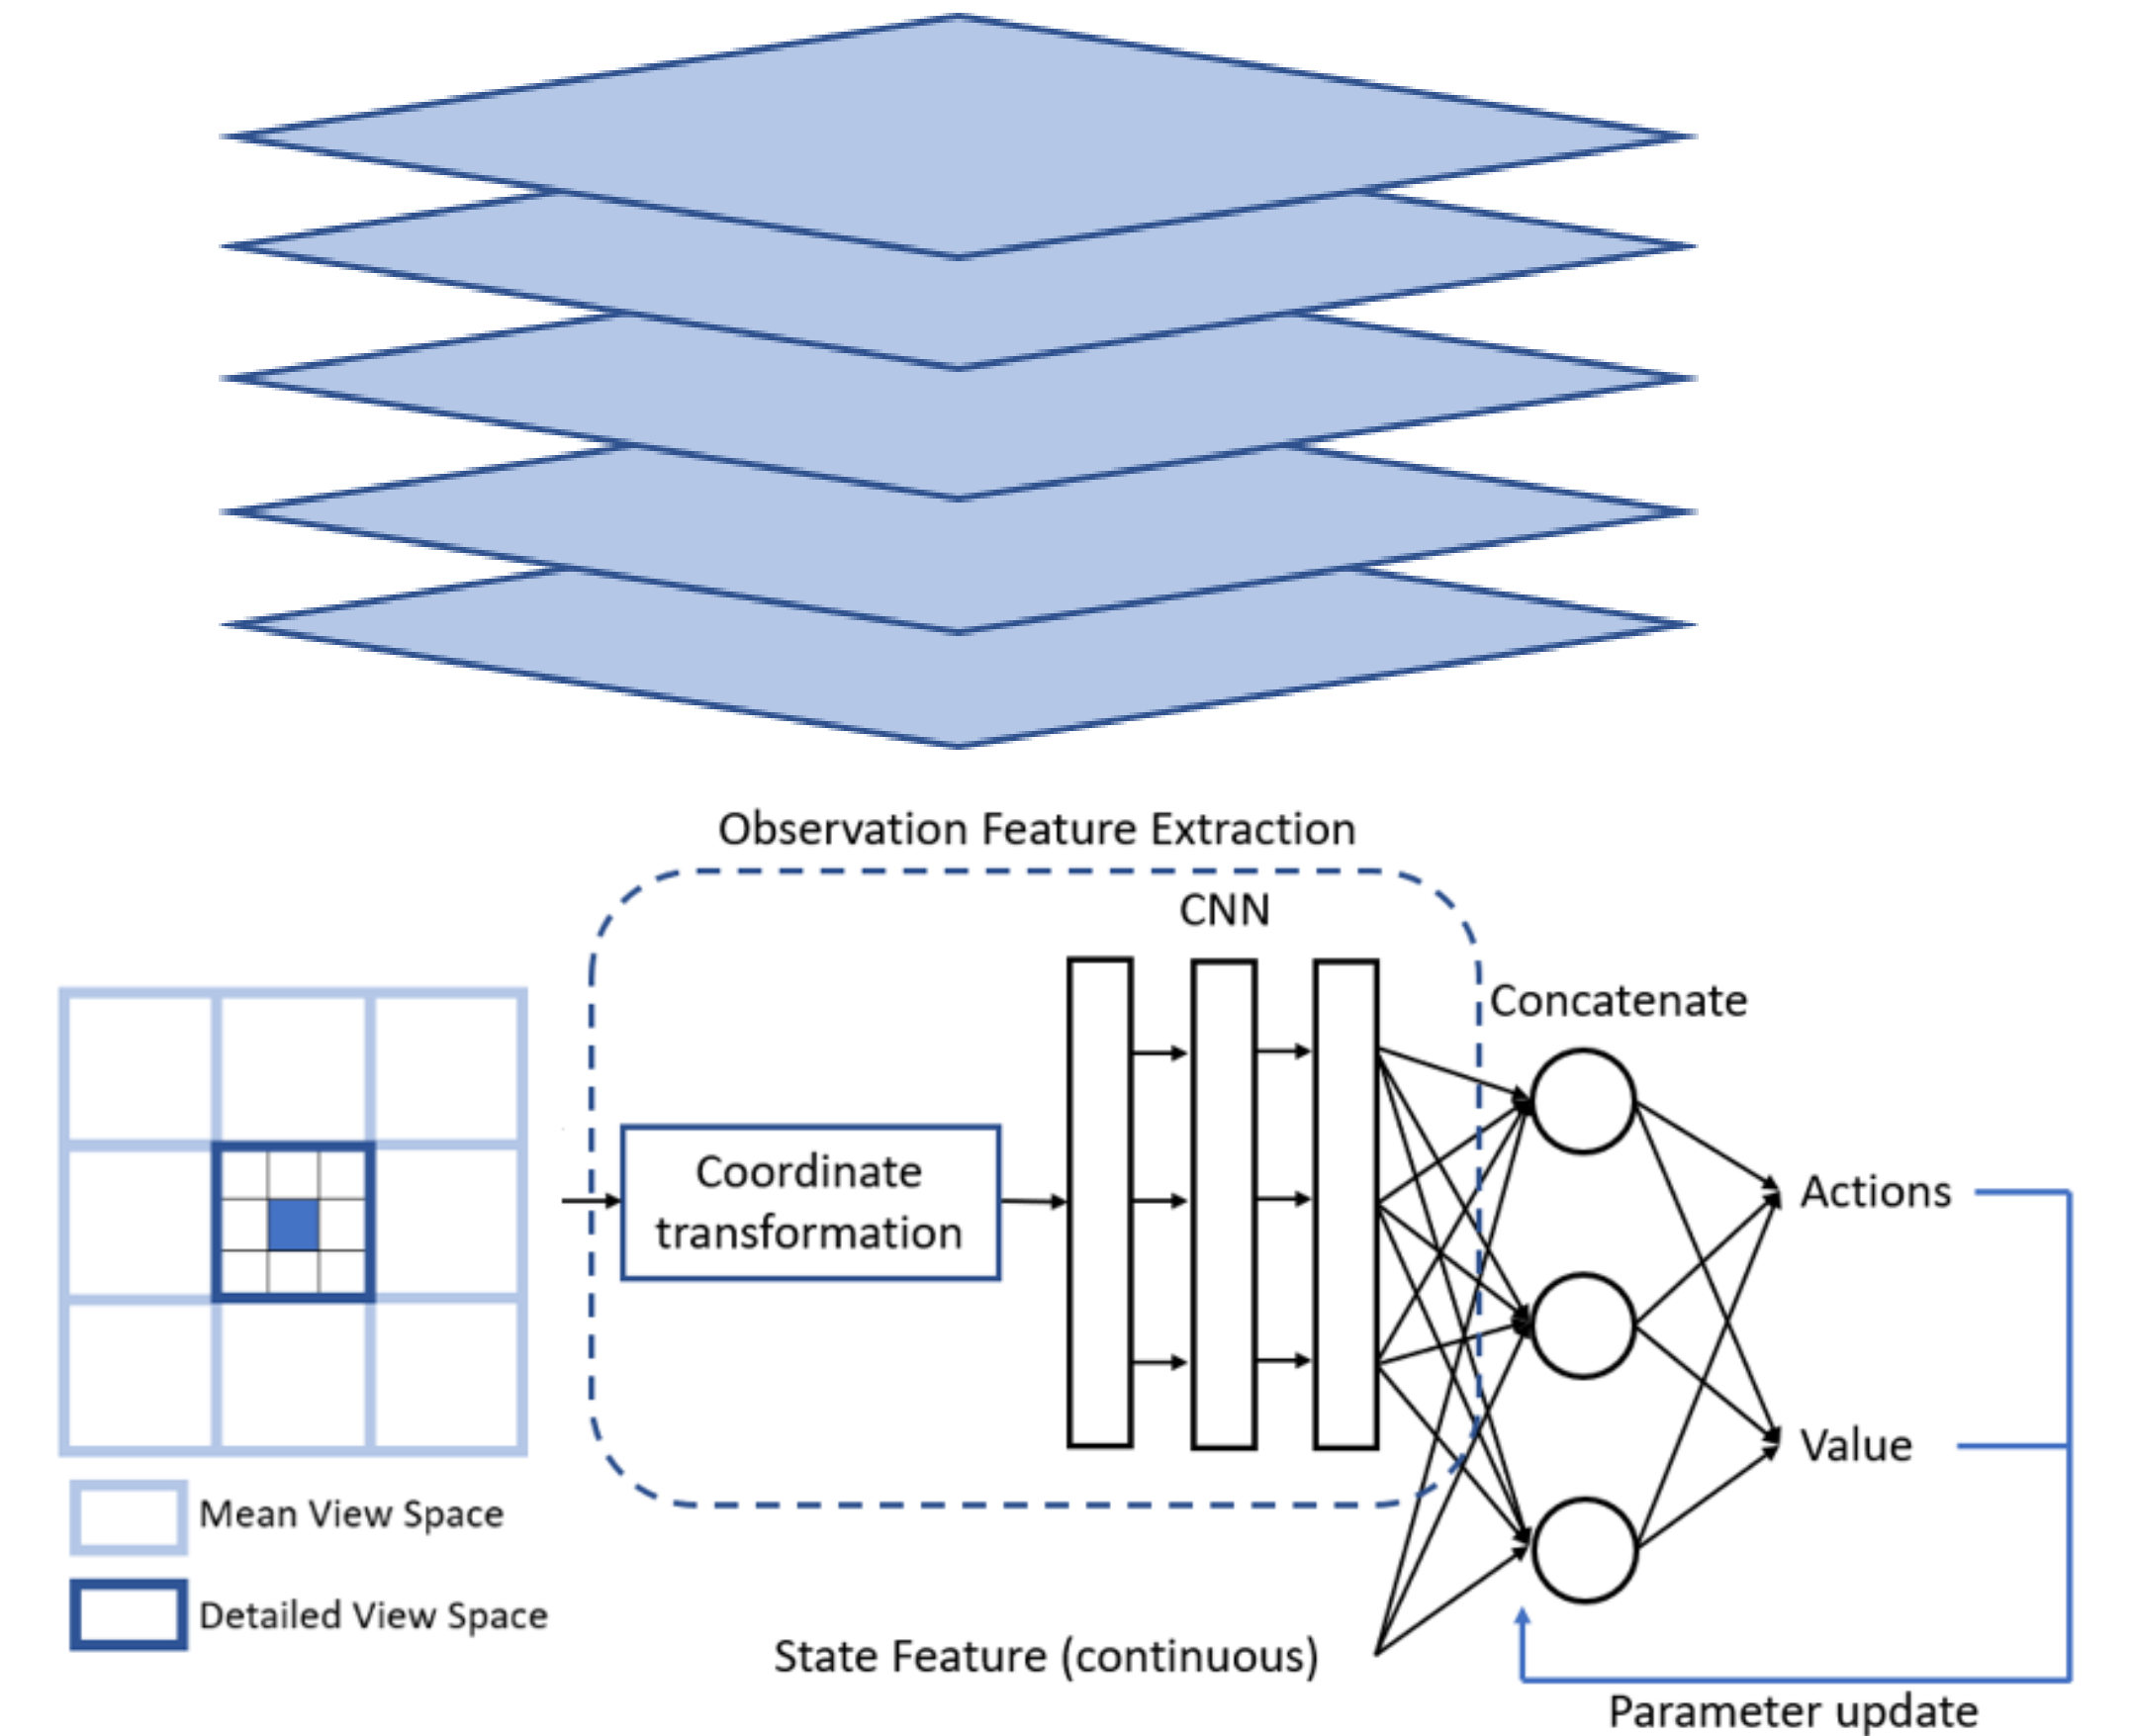 Observation Feature Extraction
CNN
Concatenate
Coordinate
transformation
Actions
Value
Mean View Space
Detailed View Space
State Feature (continuous)
Parameter update